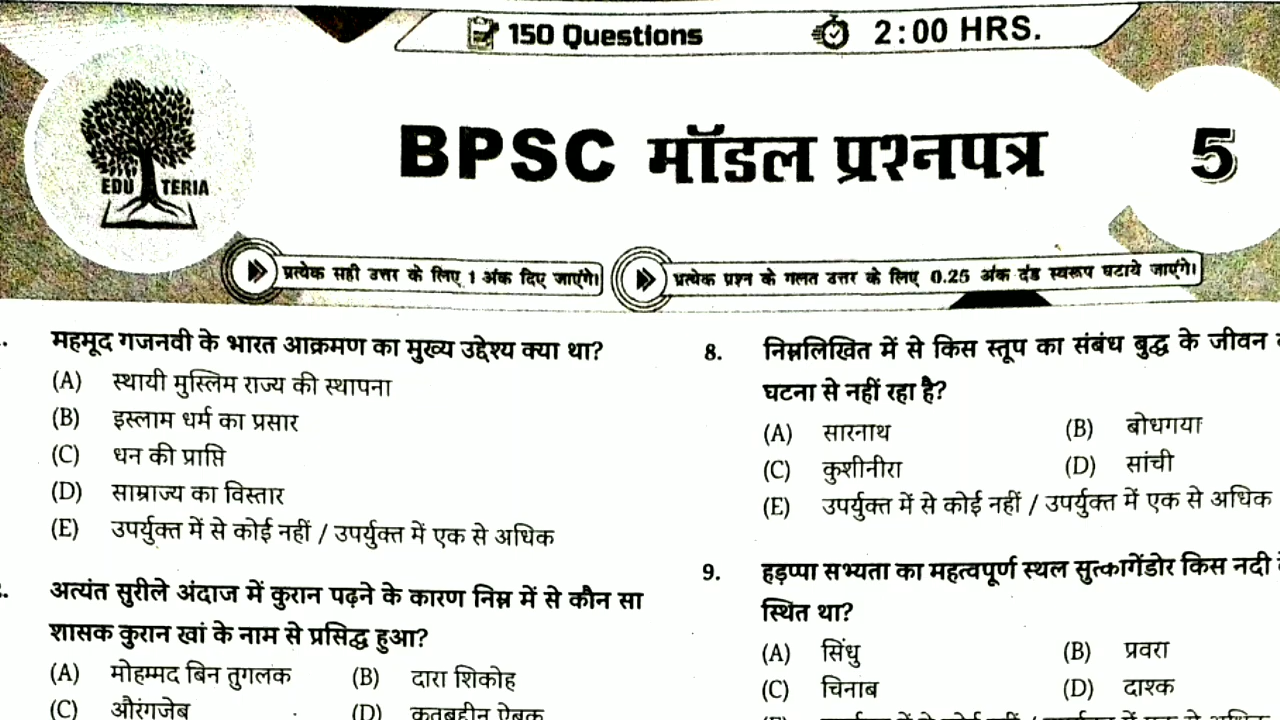 150 Questions
2:00 HRS.
EDU TERIA
BPSC मॉडल प्रश्नपत्र
5
प्रत्येक सही उत्तर के लिए 1 अंक दिए जाएंगे।
प्रत्येक प्रश्न के गलत उत्तर के लिए 0.25 अंक दंड स्वरूप घटाये जाएंगे।
महमूद गजनवी के भारत आक्रमण का मुख्य उद्देश्य क्या था?
(A) स्थायी मुस्लिम राज्य की स्थापना
(B) इस्लाम धर्म का प्रसार
(C) धन की प्राप्ति
(D) साम्राज्य का विस्तार
(E) उपर्युक्त में से कोई नहीं / उपर्युक्त में एक से अधिक
अत्यंत सुरीले अंदाज में कुरान पढ़ने के कारण निम्न में से कौन सा
शासक कुरान खां के नाम से प्रसिद्ध हुआ?
(A) मोहम्मद बिन तुगलक (B) दारा शिकोह
(C) औरंगजेब (D) कुतुबुद्दीन ऐबक
8. निम्नलिखित में से किस स्तूप का संबंध बुद्ध के जीवन
घटना से नहीं रहा है?
(A) सारनाथ (B) बोधगया
(C) कुशीनीरा (D) सांची
(E) उपर्युक्त में से कोई नहीं / उपर्युक्त में एक से अधिक
9. हड़प्पा सभ्यता का महत्वपूर्ण स्थल सुत्कागेंडोर किस नदी
स्थित था?
(A) सिंधु (B) प्रवरा
(C) चिनाब (D) दाश्क